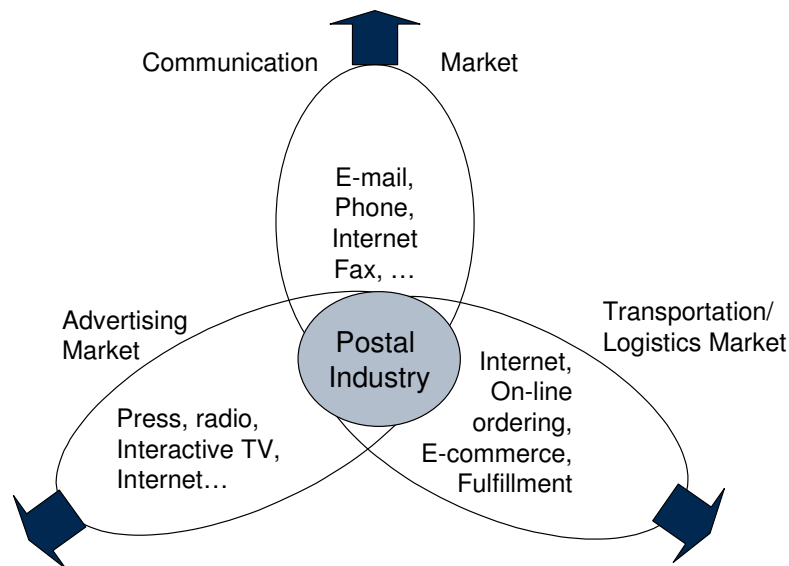 Communication Market
E-mail,
Phone,
Internet
Fax, …
Advertising
Market
Transportation/
Logistics Market
Postal
Industry
Press, radio,
Interactive TV,
Internet…
Internet,
On-line
ordering,
E-commerce,
Fulfillment